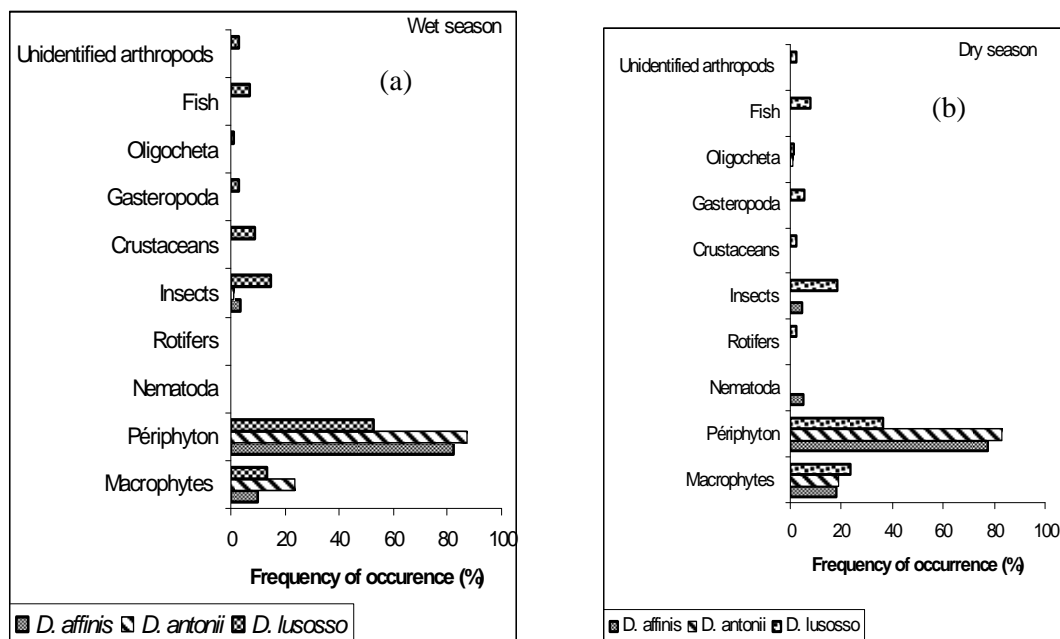 Wet season
(a)
Unidentified arthropods
Fish
Oligocheta
Gasteropoda
Crustaceans
Insects
Rotifers
Nematoda
Périphyton
Macrophytes
0 20 40 60 80 100
Frequency of occurence (%)
D. affinis D. antonii D. lusosso
Dry season
(b)
Unidentified arthropods
Fish
Oligocheta
Gasteropoda
Crustaceans
Insects
Rotifers
Nematoda
Périphyton
Macrophytes
0 20 40 60 80 100
Frequency of occurrence (%)
D. affinis D. antonii D. lusosso